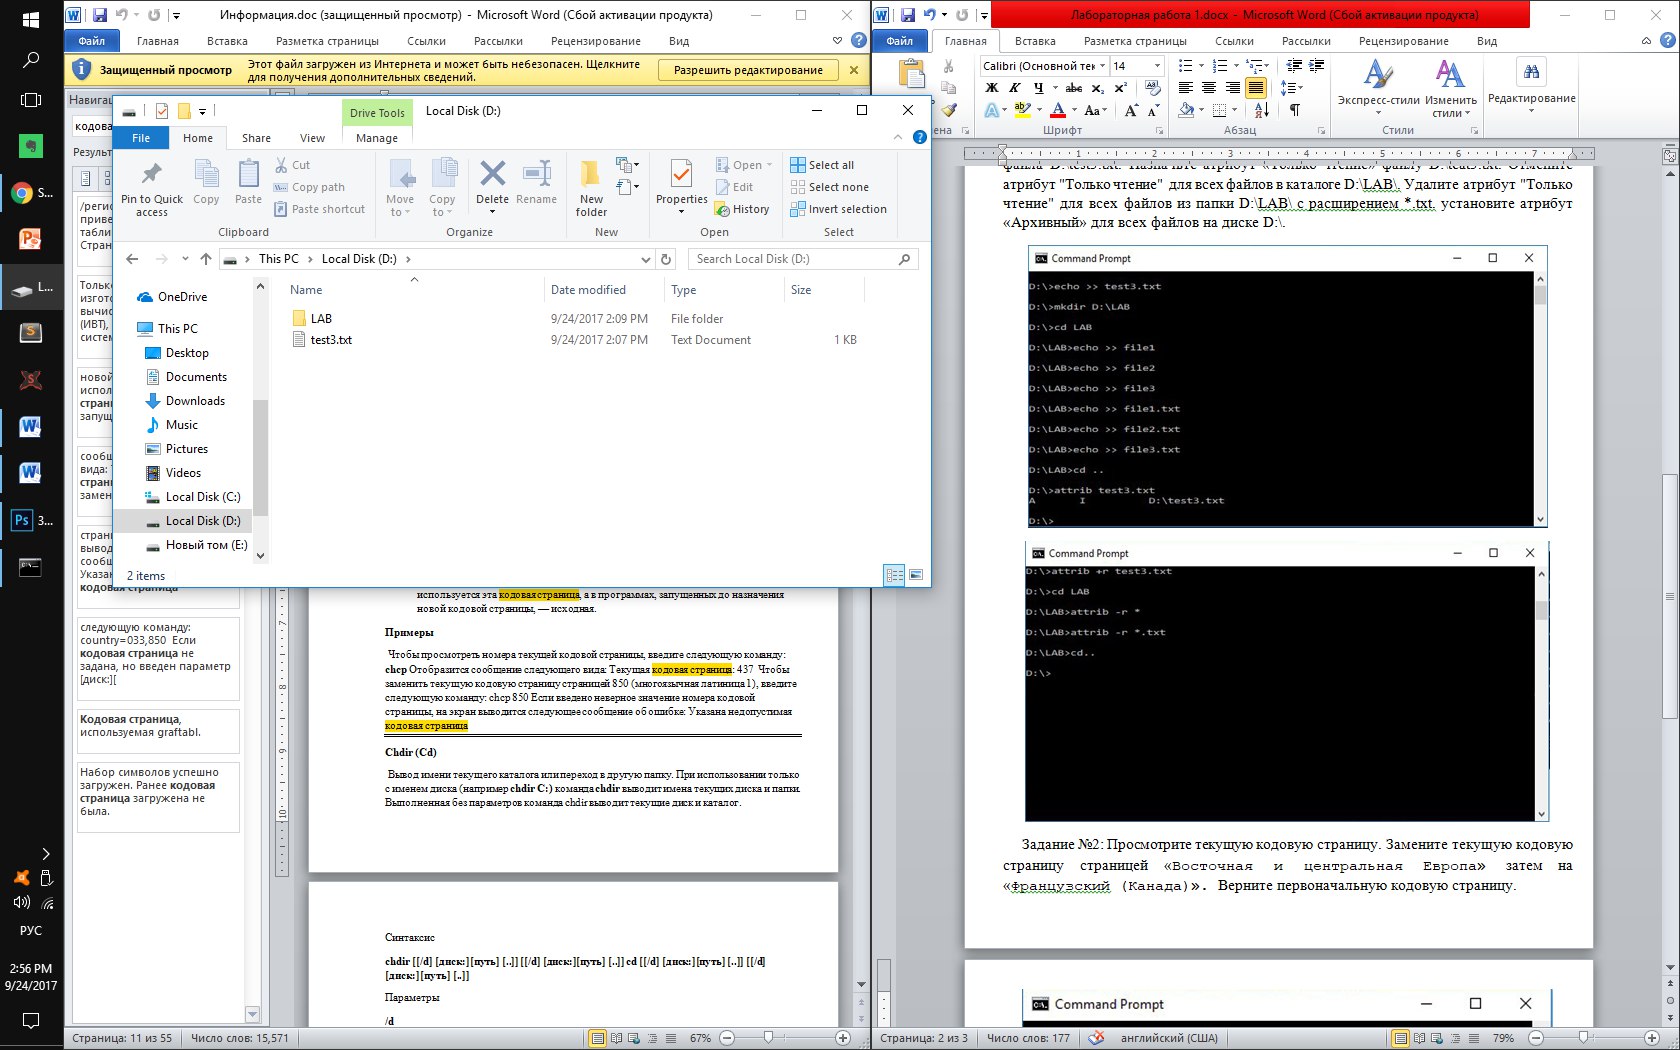 Информация.doc (защищенный просмотр) - Microsoft Word (Сбой активации продукта)
Файл Главная Вставка Разметка страницы Ссылки Рассылки Рецензирование Вид
Защищенный просмотр Этот файл загружен из Интернета и может быть небезопасен. Щелкните
для получения дополнительных сведений.
Разрешить редактирование
Навигац
кодова
Результ
/регис
приве
табли
Стран
Только
изгото
вычис
(ИВТ),
систем
новой
испол
страни
запущ
сообщ
вида: Т
страни
замен
стран
вывод
сообщ
Указан
кодовая страница
следующую команду:
country=033,850 Если
кодовая страница не
задана, но введен параметр
[диск:][
Кодовая страница,
используемая graftabl.
Набор символов успешно
загружен. Ранее кодовая
страница загружена не
была.
Drive Tools
Local Disk (D:)
File Home Share View Manage
Pin to Quick
access
Copy
Paste
Cut
Copy path
Paste shortcut
Clipboard
Move
to
Copy
to
Delete
Rename
Organize
New
folder
New
Properties
Open
Edit
History
Open
Select all
Select none
Invert selection
Select
This PC
Local Disk (D:)
Search Local Disk (D:)
OneDrive
This PC
Desktop
Documents
Downloads
Music
Pictures
Videos
Local Disk (C:)
Local Disk (D:)
Новый том (E:)
Name Date modified Type Size
LAB 9/24/2017 2:09 PM File folder
test3.txt 9/24/2017 2:07 PM Text Document 1 KB
2 items
используется эта кодовая страница, а в программах, запущенных до назначения
новой кодовой страницы, — исходная.
Примеры
Чтобы просмотреть номера текущей кодовой страницы, введите следующую команду:
chcp Отобразится сообщение следующего вида: Текущая кодовая страница: 437 Чтобы
заменить текущую кодовую страницу страницей 850 (многоязычная латиница 1), введите
следующую команду: chcp 850 Если введено неверное значение номера кодовой
страницы, на экран выводится следующее сообщение об ошибке: Указана недопустимая
кодовая страница
Chdir (Cd)
Вывод имени текущего каталога или переход в другую папку. При использовании только
с именем диска (например chdir C:) команда chdir выводит имена текущих диска и папки.
Выполненная без параметров команда chdir выводит текущие диск и каталог.
Синтаксис
chdir [[/d] [диск:][путь] [..]] [[/d] [диск:][путь] [..]] cd [[/d] [диск:][путь] [..]] [[/d]
[диск:][путь] [..]]
Параметры
/d
Страница: 11 из 55 Число слов: 15,571 67%
Лабораторная работа 1.docx - Microsoft Word (Сбой активации продукта)
Файл Главная Вставка Разметка страницы Ссылки Рассылки Рецензирование Вид
Calibri (Основной тек 14
Ж К Ч abc x₂ x²
Aa
ена Шрифт Абзац
Экспресс-стили
Изменить
стили
Стили
Редактирование
1 2 3 4 5 6 7
атрибут "Только чтение" для всех файлов в каталоге D:\LAB\. Удалите атрибут "Только
чтение" для всех файлов из папки D:\LAB\ с расширением *.txt. установите атрибут
«Архивный» для всех файлов на диске D:\.
Command Prompt
D:\>echo >> test3.txt
D:\>mkdir D:\LAB
D:\>cd LAB
D:\LAB>echo >> file1
D:\LAB>echo >> file2
D:\LAB>echo >> file3
D:\LAB>echo >> file1.txt
D:\LAB>echo >> file2.txt
D:\LAB>echo >> file3.txt
D:\LAB>cd ..
D:\>attrib test3.txt
A I D:\test3.txt
D:\>
Command Prompt
D:\>attrib +r test3.txt
D:\>cd LAB
D:\LAB>attrib -r *
D:\LAB>attrib -r *.txt
D:\LAB>cd..
D:\>
Задание №2: Просмотрите текущую кодовую страницу. Замените текущую кодовую
страницу страницей «Восточная и центральная Европа» затем на
«Французский (Канада)». Верните первоначальную кодовую страницу.
Command Prompt
Страница: 2 из 3 Число слов: 177 английский (США) 79%
S...
L...
Ps 3...
РУС
2:56 PM
9/24/2017